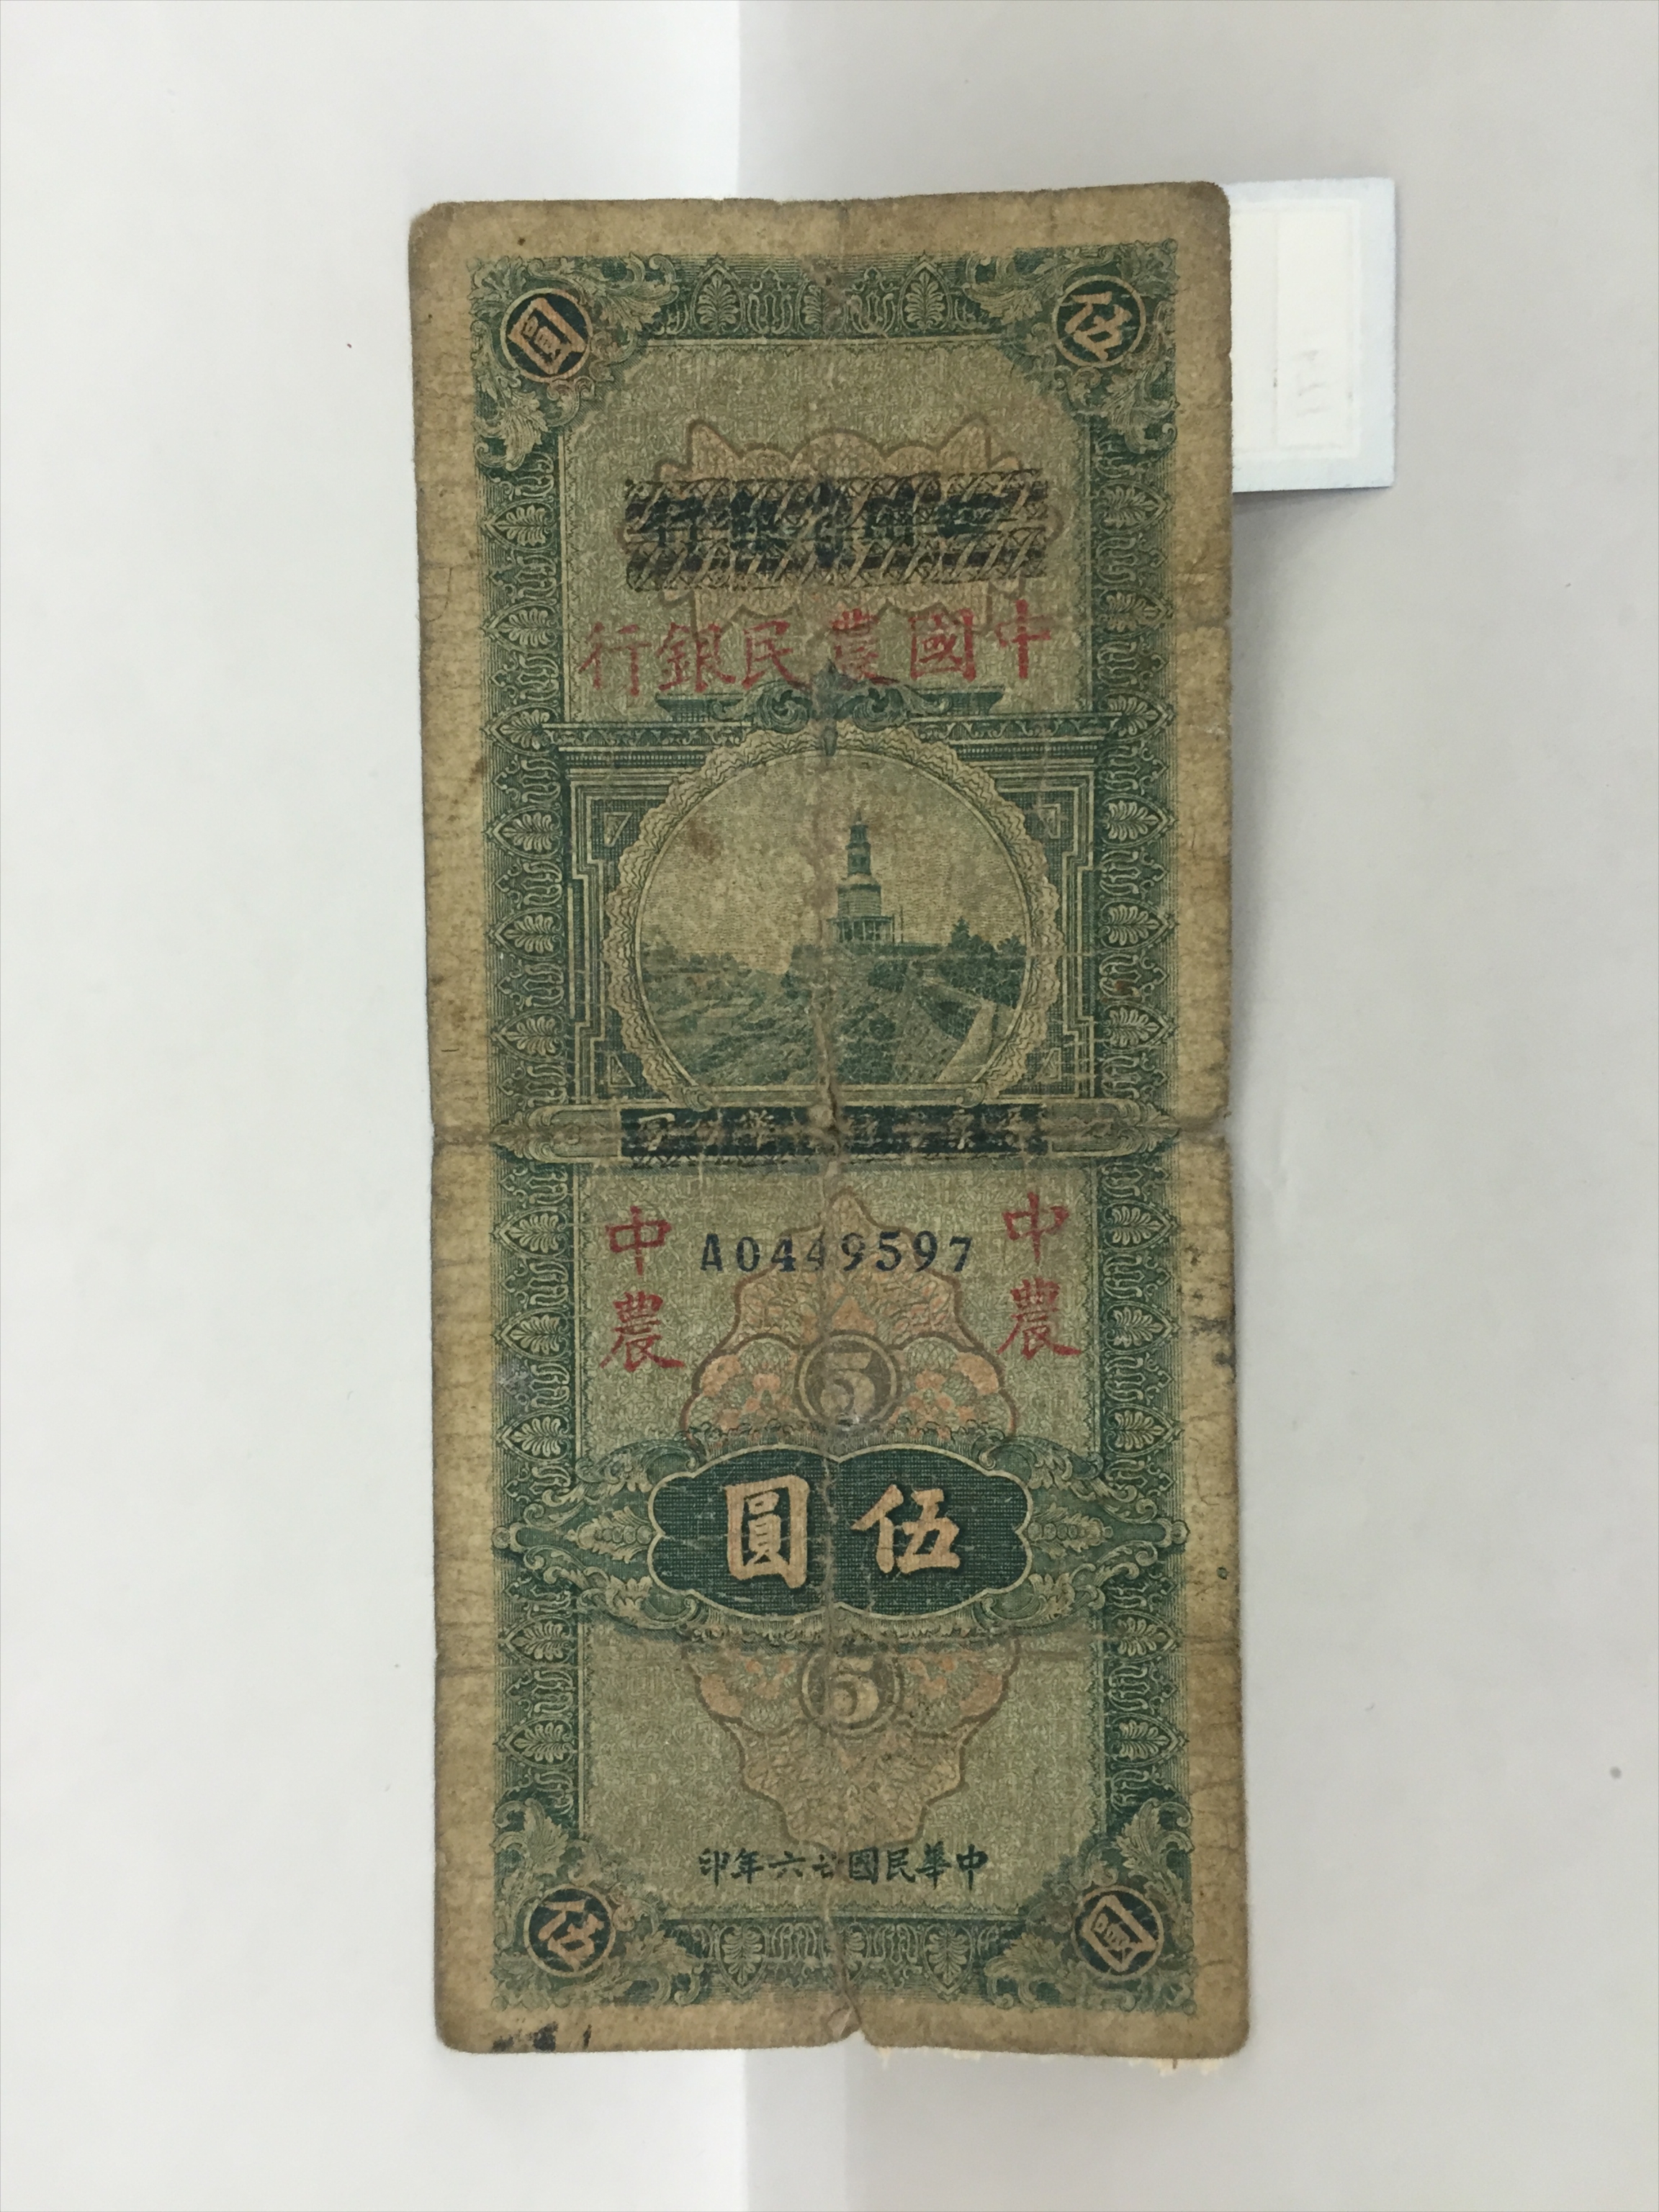 伍 圓
中國農民銀行
中農
中農
A0449597
5
伍圓
5
中華民國廿六年印
圓 伍